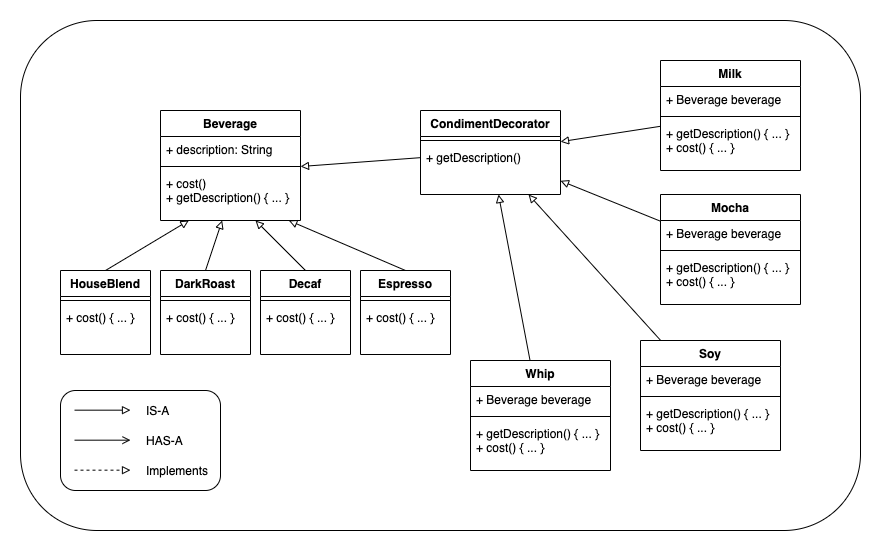 Beverage
+ description: String
+ cost()
+ getDescription() { ... }
CondimentDecorator
+ getDescription()
Milk
+ Beverage beverage
+ getDescription() { ... }
+ cost() { ... }
Mocha
+ Beverage beverage
+ getDescription() { ... }
+ cost() { ... }
HouseBlend
+ cost() { ... }
DarkRoast
+ cost() { ... }
Decaf
+ cost() { ... }
Espresso
+ cost() { ... }
Whip
+ Beverage beverage
+ getDescription() { ... }
+ cost() { ... }
Soy
+ Beverage beverage
+ getDescription() { ... }
+ cost() { ... }
IS-A
HAS-A
Implements